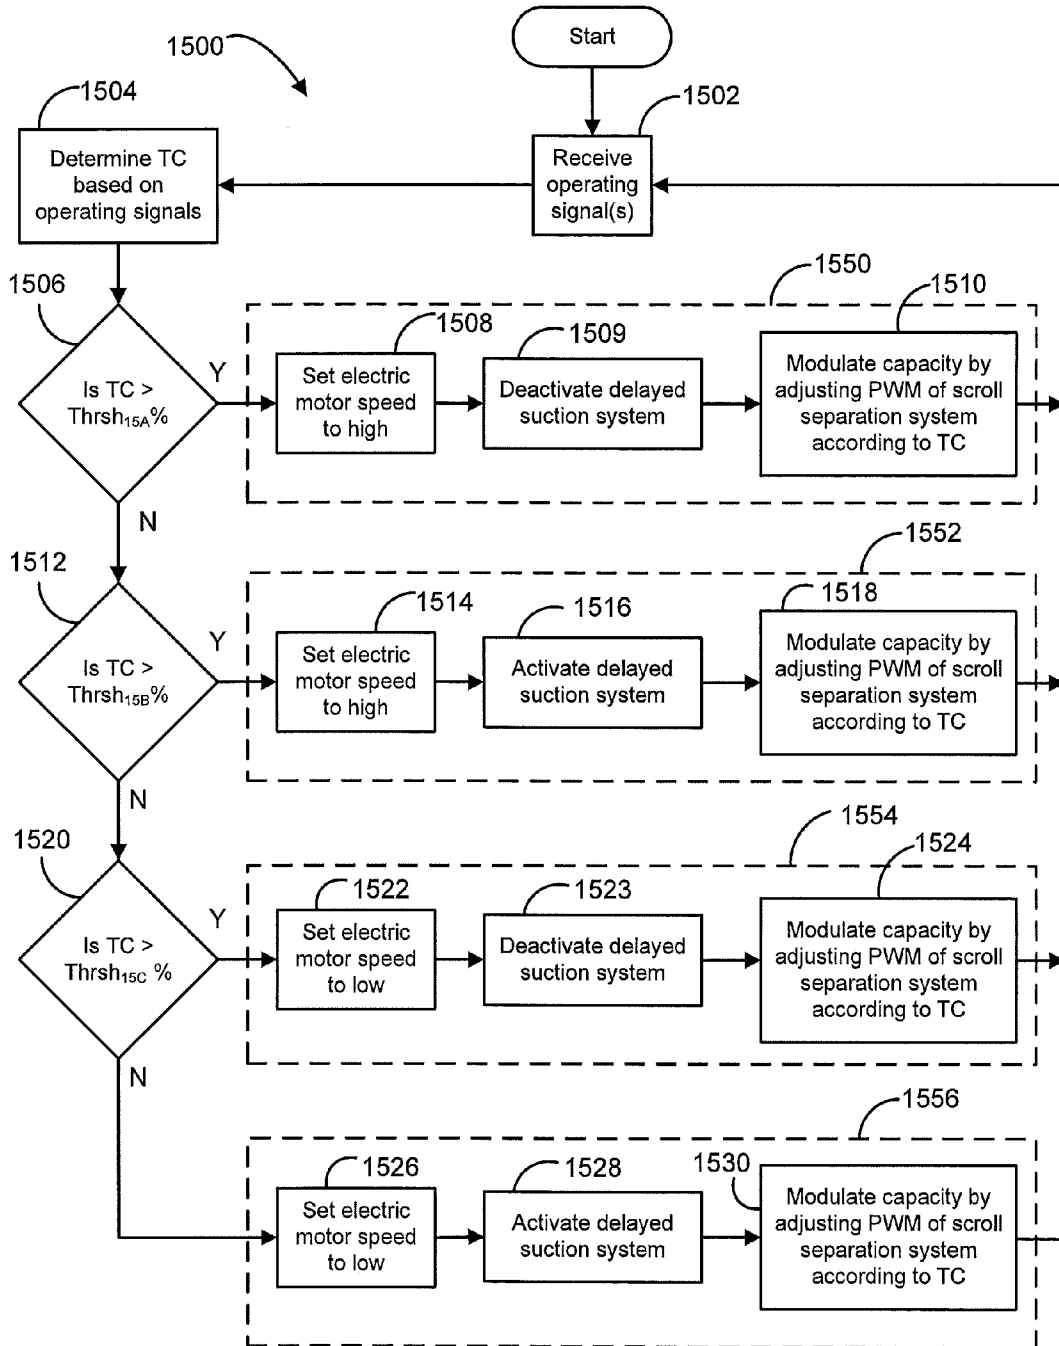 1500
Start
1504
1502
Determine TC
based on
operating signals
Receive
operating
signal(s)
1506
1550
1510
1508
1509
Is TC >
Thrsh15A%
Y
Set electric
motor speed
to high
Deactivate delayed
suction system
Modulate capacity by
adjusting PWM of scroll
separation system
according to TC
N
1512
1552
1514
1516
1518
Is TC >
Thrsh15B%
Y
Set electric
motor speed
to high
Activate delayed
suction system
Modulate capacity by
adjusting PWM of scroll
separation system
according to TC
N
1520
1554
1524
1522
1523
Is TC >
Thrsh15C %
Y
Set electric
motor speed
to low
Deactivate delayed
suction system
Modulate capacity by
adjusting PWM of scroll
separation system
according to TC
N
1556
1526
1528
1530
Set electric
motor speed
to low
Activate delayed
suction system
Modulate capacity by
adjusting PWM of scroll
separation system
according to TC